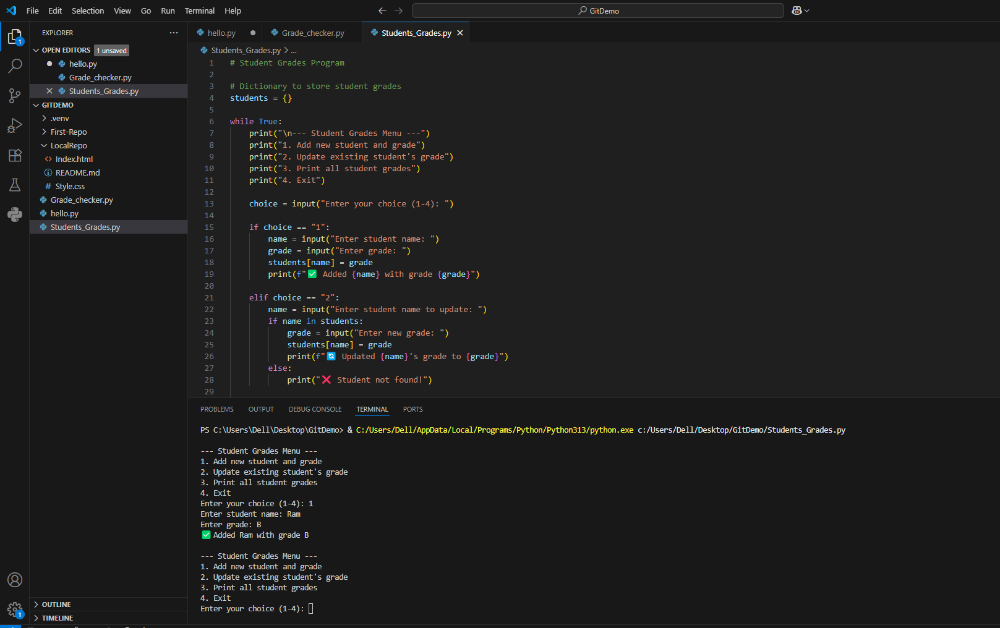 File Edit Selection View Go Run Terminal Help
GitDemo
EXPLORER
OPEN EDITORS 1 unsaved
hello.py
Grade_checker.py
Students_Grades.py
GITDEMO
.venv
First-Repo
LocalRepo
<> Index.html
README.md
# Style.css
Grade_checker.py
hello.py
Students_Grades.py
OUTLINE
TIMELINE
1
1
hello.py
Grade_checker.py
Students_Grades.py
Students_Grades.py > ...
1 # Student Grades Program
2
3 # Dictionary to store student grades
4 students = {}
5
6 while True:
7     print("\n--- Student Grades Menu ---")
8     print("1. Add new student and grade")
9     print("2. Update existing student's grade")
10     print("3. Print all student grades")
11     print("4. Exit")
12
13     choice = input("Enter your choice (1-4): ")
14
15     if choice == "1":
16         name = input("Enter student name: ")
17         grade = input("Enter grade: ")
18         students[name] = grade
19         print(f"✅ Added {name} with grade {grade}")
20
21     elif choice == "2":
22         name = input("Enter student name to update: ")
23         if name in students:
24             grade = input("Enter new grade: ")
25             students[name] = grade
26             print(f"🔄 Updated {name}'s grade to {grade}")
27         else:
28             print("❌ Student not found!")
29
PROBLEMS OUTPUT DEBUG CONSOLE TERMINAL PORTS
PS C:\Users\Dell\Desktop\GitDemo> & C:/Users/Dell/AppData/Local/Programs/Python/Python313/python.exe c:/Users/Dell/Desktop/GitDemo/Students_Grades.py
--- Student Grades Menu ---
1. Add new student and grade
2. Update existing student's grade
3. Print all student grades
4. Exit
Enter your choice (1-4): 1
Enter student name: Ram
Enter grade: B
✅ Added Ram with grade B
--- Student Grades Menu ---
1. Add new student and grade
2. Update existing student's grade
3. Print all student grades
4. Exit
Enter your choice (1-4):